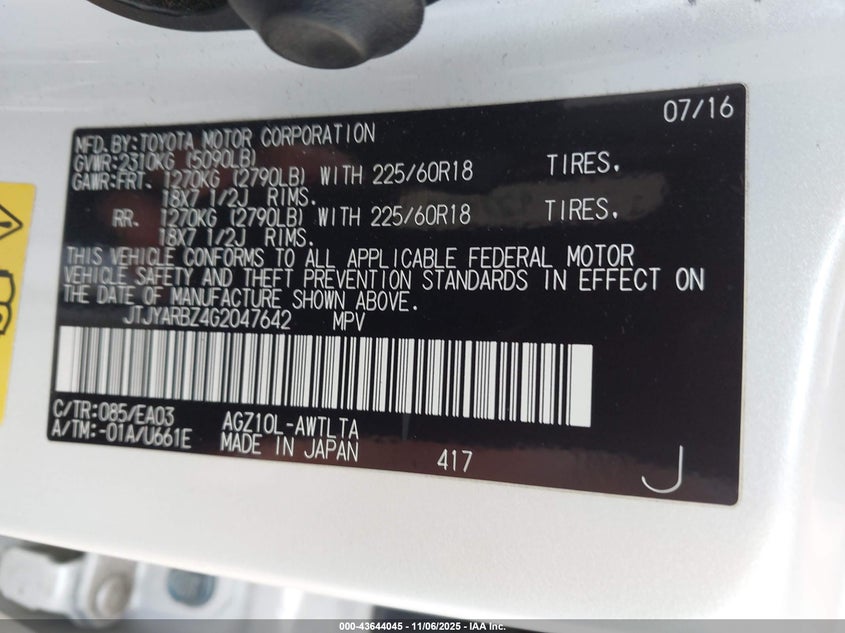 07/16
MFD.BY:TOYOTA MOTOR CORPORATION
GVWR:2310KG (5090LB)
GAWR:FRT. 1270KG (2790LB) WITH 225/60R18 TIRES,
18X7 1/2J RIMS.
RR. 1270KG (2790LB) WITH 225/60R18 TIRES,
18X7 1/2J RIMS.
THIS VEHICLE CONFORMS TO ALL APPLICABLE FEDERAL MOTOR
VEHICLE SAFETY AND THEFT PREVENTION STANDARDS IN EFFECT ON
THE DATE OF MANUFACTURE SHOWN ABOVE.
JTJYARBZ4G2047642 MPV
C/TR:085/EA03 AGZ10L-AWTLTA
A/TM:-01A/U661E MADE IN JAPAN 417
J
000-43644045 - 11/06/2025 - IAA Inc.